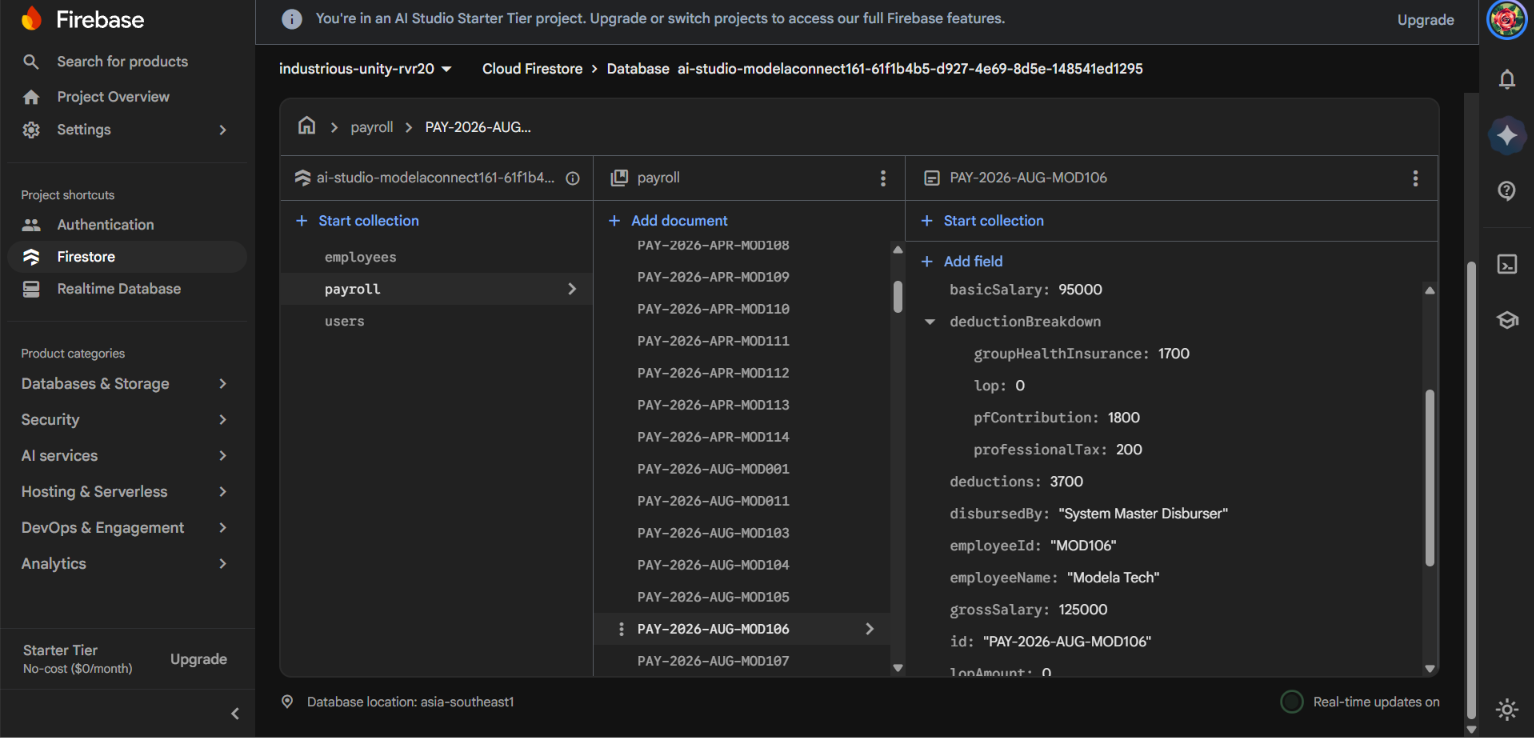 Firebase
Search for products
Project Overview
Settings
Project shortcuts
Authentication
Firestore
Realtime Database
Product categories
Databases & Storage
Security
AI services
Hosting & Serverless
DevOps & Engagement
Analytics
Starter Tier
No-cost ($0/month)
Upgrade
You're in an AI Studio Starter Tier project. Upgrade or switch projects to access our full Firebase features.
Upgrade
industrious-unity-rvr20
Cloud Firestore > Database ai-studio-modelaconnect161-61f1b4b5-d927-4e69-8d5e-148541ed1295
payroll > PAY-2026-AUG...
ai-studio-modelaconnect161-61f1b4...
+ Start collection
employees
payroll
users
payroll
+ Add document
PAY-2026-APR-MOD108
PAY-2026-APR-MOD109
PAY-2026-APR-MOD110
PAY-2026-APR-MOD111
PAY-2026-APR-MOD112
PAY-2026-APR-MOD113
PAY-2026-APR-MOD114
PAY-2026-AUG-MOD001
PAY-2026-AUG-MOD011
PAY-2026-AUG-MOD103
PAY-2026-AUG-MOD104
PAY-2026-AUG-MOD105
PAY-2026-AUG-MOD106
PAY-2026-AUG-MOD107
PAY-2026-AUG-MOD106
+ Start collection
+ Add field
basicSalary: 95000
deductionBreakdown
groupHealthInsurance: 1700
lop: 0
pfContribution: 1800
professionalTax: 200
deductions: 3700
disbursedBy: "System Master Disburser"
employeeId: "MOD106"
employeeName: "Modela Tech"
grossSalary: 125000
id: "PAY-2026-AUG-MOD106"
lopAmount: 0
Database location: asia-southeast1
Real-time updates on